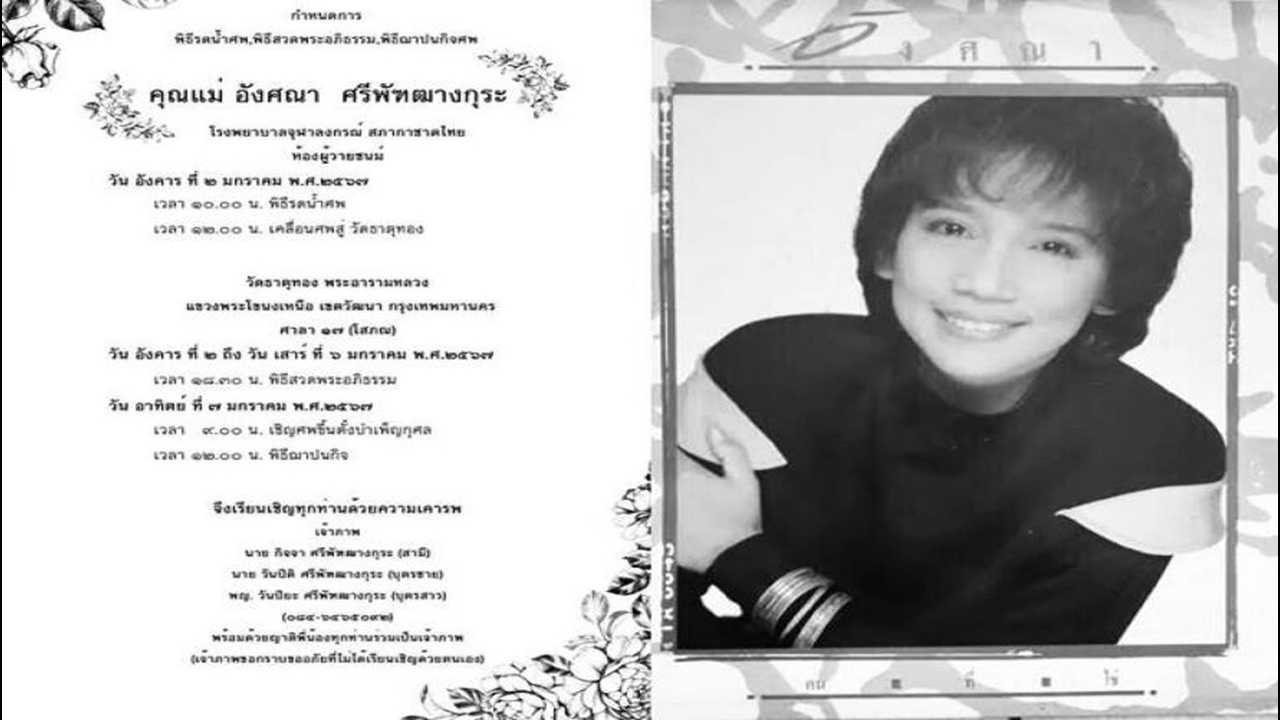 กำหนดการ
พิธีรดน้ำศพ,พิธีสวดพระอภิธรรม,พิธีฌาปนกิจศพ
คุณแม่ อังศณา ศรีพัฑฒางกุระ
โรงพยาบาลจุฬาลงกรณ์ สภากาชาดไทย
ห้องผู้วายชนม์
วัน อังคาร ที่ ๒ มกราคม พ.ศ.๒๕๖๗
เวลา ๑๐.๐๐ น. พิธีรดน้ำศพ
เวลา ๑๒.๐๐ น. เคลื่อนศพสู่ วัดธาตุทอง
วัดธาตุทอง พระอารามหลวง
แขวงพระโขนงเหนือ เขตวัฒนา กรุงเทพมหานคร
ศาลา ๑๗ (โสภณ)
วัน อังคาร ที่ ๒ ถึง วัน เสาร์ ที่ ๖ มกราคม พ.ศ.๒๕๖๗
เวลา ๑๘.๓๐ น. พิธีสวดพระอภิธรรม
วัน อาทิตย์ ที่ ๗ มกราคม พ.ศ.๒๕๖๗
เวลา ๙.๐๐ น. เชิญศพขึ้นตั้งบำเพ็ญกุศล
เวลา ๑๒.๐๐ น. พิธีฌาปนกิจ
จึงเรียนเชิญทุกท่านด้วยความเคารพ
เจ้าภาพ
นาย กิจจา ศรีพัฑฒางกุระ (สามี)
นาย วันปีติ ศรีพัฑฒางกุระ (บุตรชาย)
พญ. วันปิยะ ศรีพัฑฒางกุระ (บุตรสาว)
(๐๘๔-๖๔๖๕๐๙๒)
พร้อมด้วยญาติพี่น้องทุกท่านร่วมเป็นเจ้าภาพ
(เจ้าภาพขอกราบขออภัยที่ไม่ได้เรียนเชิญด้วยตนเอง)
อั ง ศ ณ า
คน ที่ ใช่